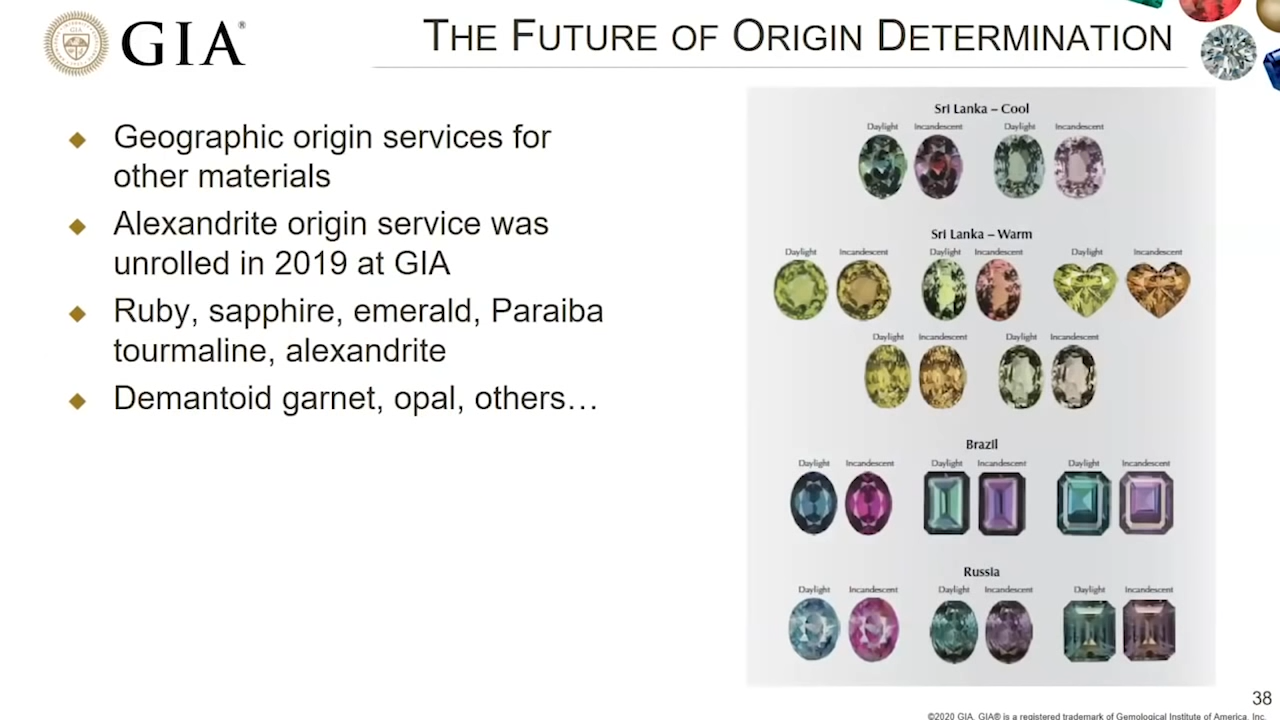 GIA®
THE FUTURE OF ORIGIN DETERMINATION
◆ Geographic origin services for
other materials
◆ Alexandrite origin service was
unrolled in 2019 at GIA
◆ Ruby, sapphire, emerald, Paraiba
tourmaline, alexandrite
◆ Demantoid garnet, opal, others…
Sri Lanka – Cool
Daylight Incandescent Daylight Incandescent
Sri Lanka – Warm
Daylight Incandescent Daylight Incandescent Daylight Incandescent
Daylight Incandescent Daylight Incandescent
Brazil
Daylight Incandescent Daylight Incandescent Daylight Incandescent
Russia
Daylight Incandescent Daylight Incandescent Daylight Incandescent
38
©2020 GIA. GIA® is a registered trademark of Gemological Institute of America, Inc.